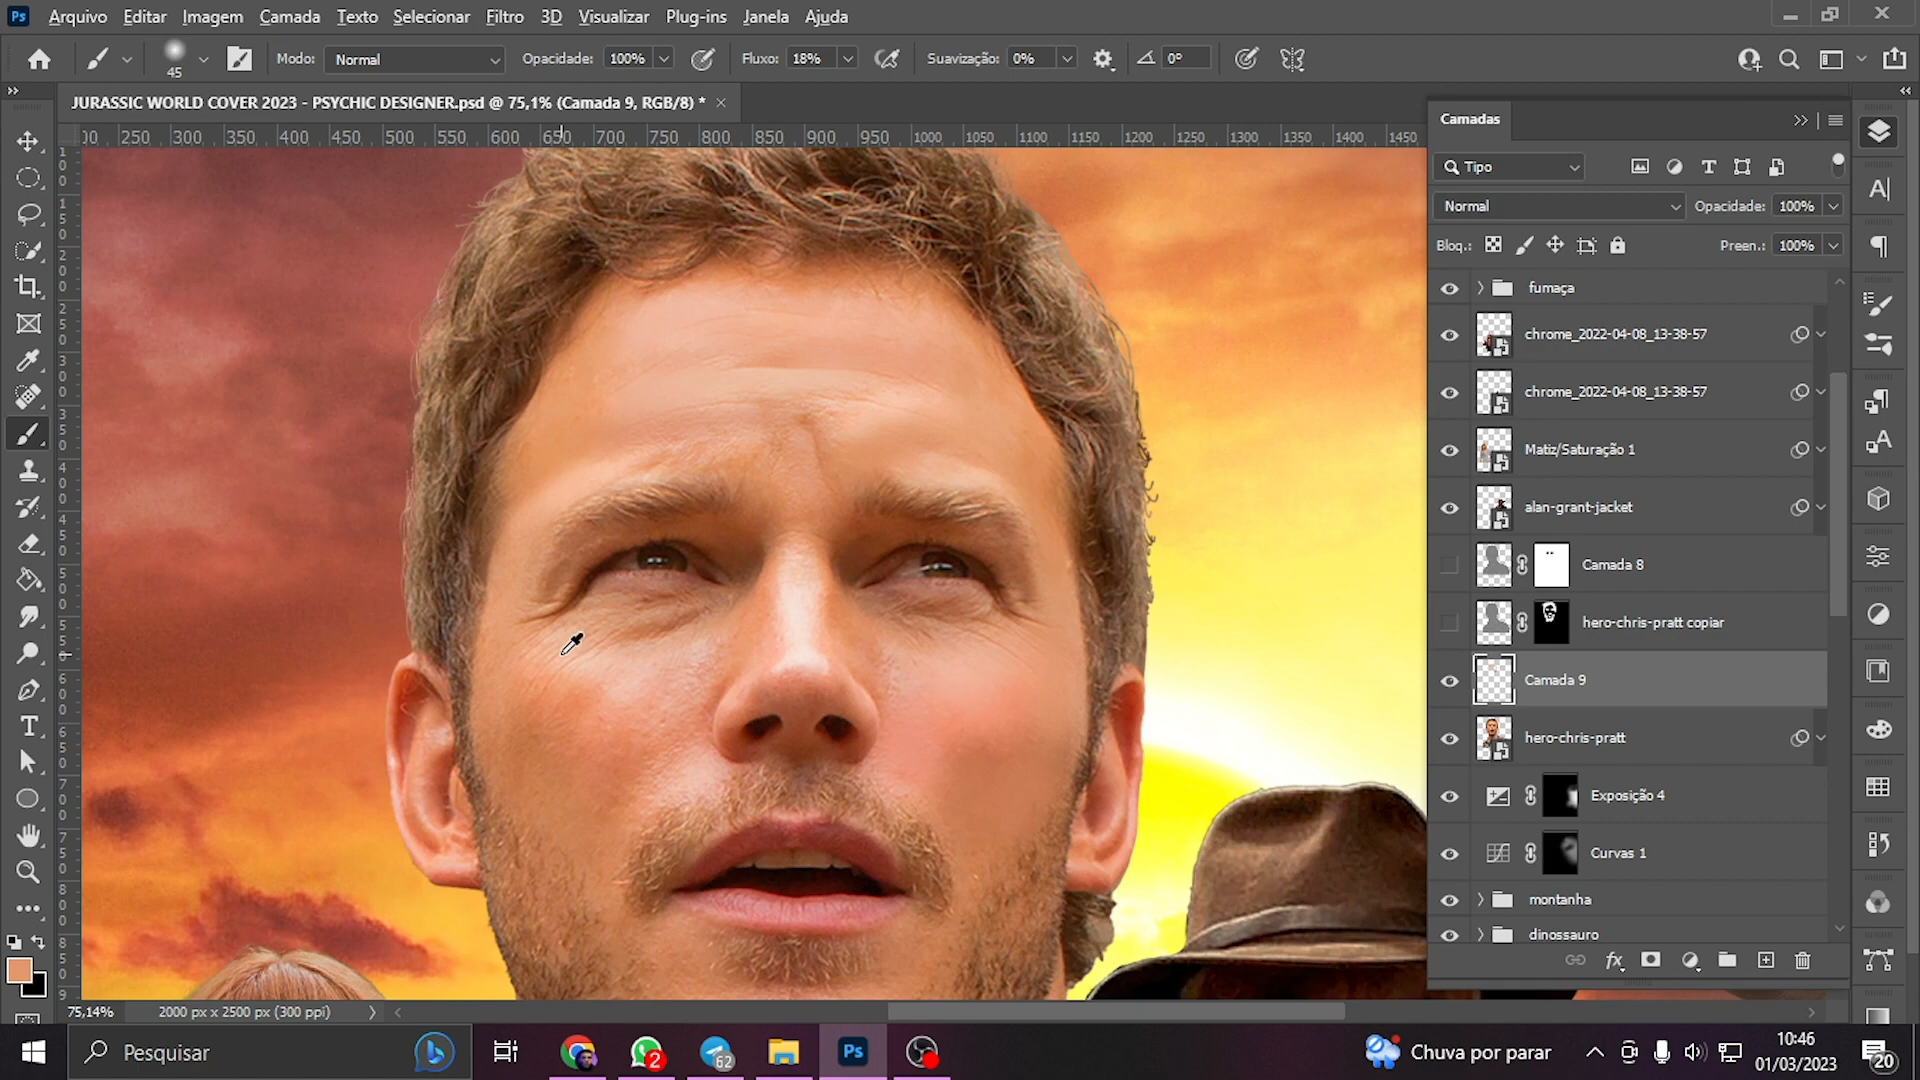 Ps Arquivo Editar Imagem Camada Texto Selecionar Filtro 3D Visualizar Plug-ins Janela Ajuda
45 Modo: Normal Opacidade: 100% Fluxo: 18% Suavização: 0% 0°
JURASSIC WORLD COVER 2023 - PSYCHIC DESIGNER.psd @ 75,1% (Camada 9, RGB/8) *
00 250 300 350 400 450 500 550 600 650 700 750 800 850 900 950 1000 1050 1100 1150 1200 1250 1300 1350 1400 1450
Camadas
Tipo
Normal Opacidade: 100%
Bloq.: Preen.: 100%
fumaça
chrome_2022-04-08_13-38-57
chrome_2022-04-08_13-38-57
Matiz/Saturação 1
alan-grant-jacket
Camada 8
hero-chris-pratt copiar
Camada 9
hero-chris-pratt
Exposição 4
Curvas 1
montanha
dinossauro
fx
75,14% 2000 px x 2500 px (300 ppi)
Pesquisar
2
62
Ps
Chuva por parar
10:46
01/03/2023
20